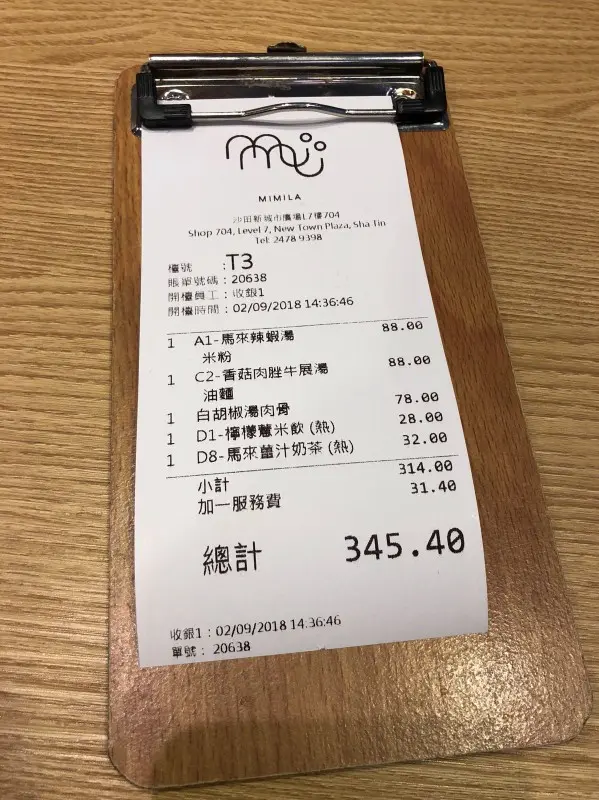 MIMILA
沙田新城市廣場L7樓704
Shop 704, Level 7, New Town Plaza, Sha Tin
Tel: 2478 9398
檯號 :T3
賬單號碼：20638
開檯員工：收銀1
開檯時間：02/09/2018 14:36:46
1 A1-馬來辣蝦湯 88.00
米粉
1 C2-香菇肉脞牛展湯 88.00
油麵
1 白胡椒湯肉骨 78.00
1 D1-檸檬薏米飲 (熱) 28.00
1 D8-馬來薑汁奶茶 (熱) 32.00
小計 314.00
加一服務費 31.40
總計 345.40
收銀1：02/09/2018 14:36:46
單號： 20638